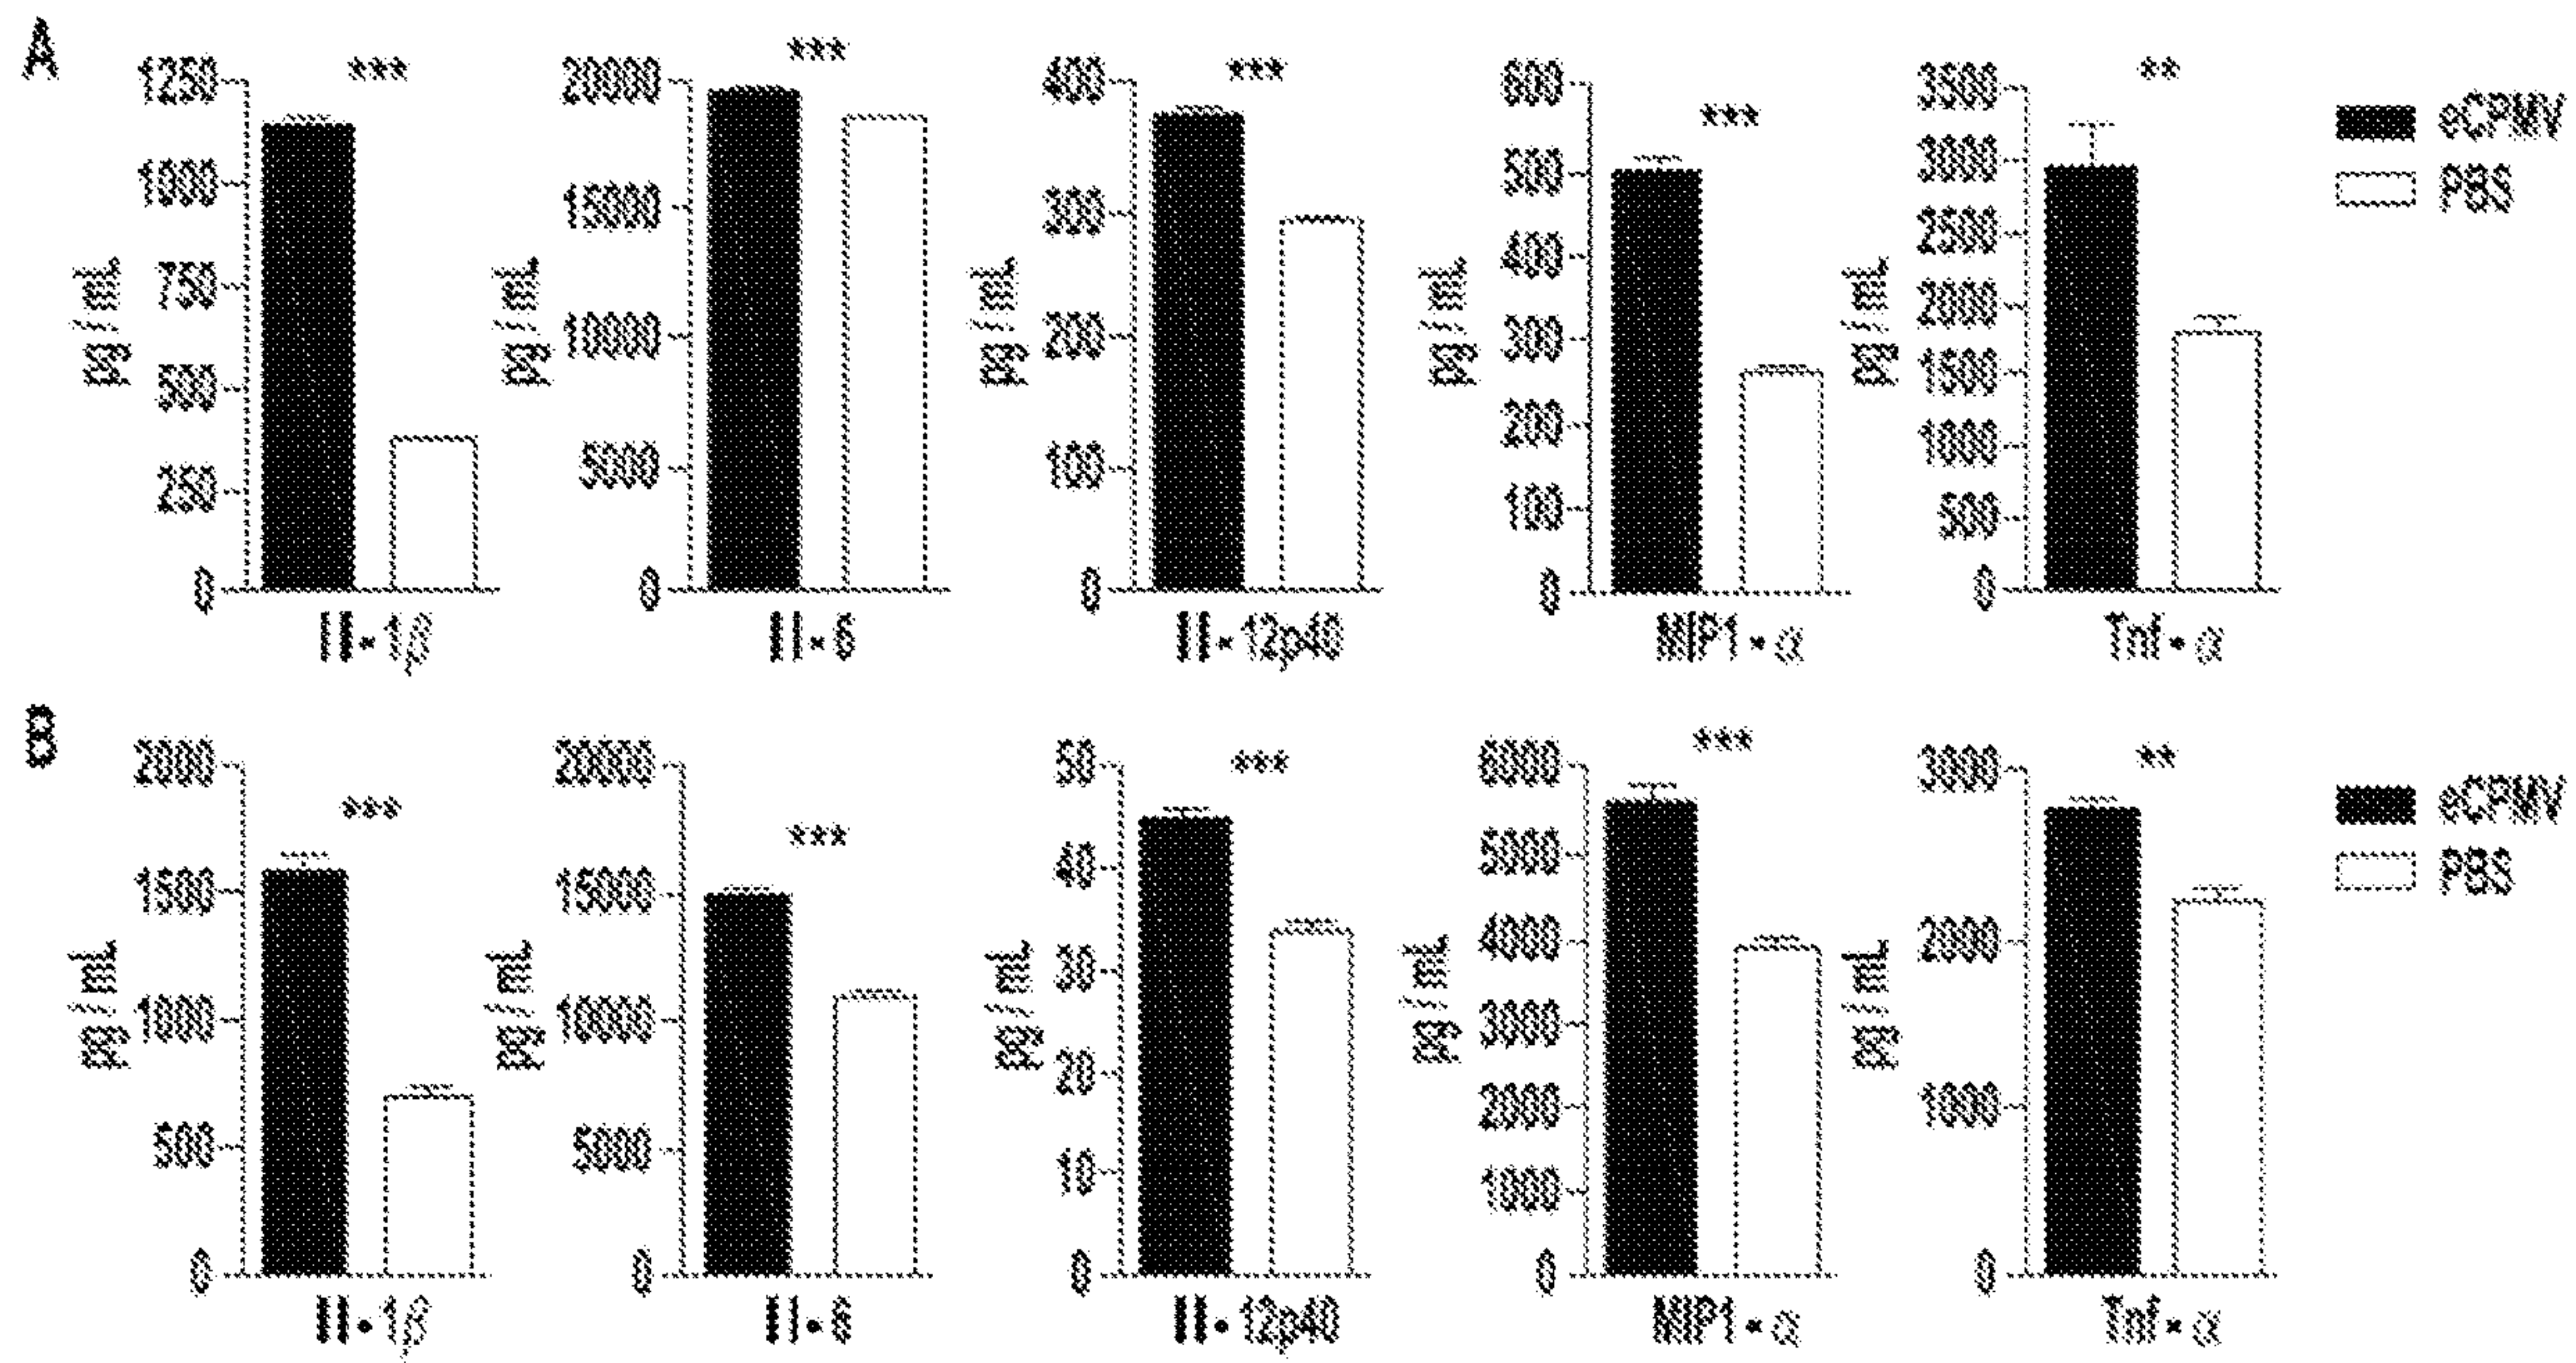 A
***
1250
1000
750
500
250
0
pg / mL
Il-1β
***
20000
15000
10000
5000
0
pg / mL
Il-6
***
400
300
200
100
0
pg / mL
Il-12p40
***
600
500
400
300
200
100
0
pg / mL
MIP1-α
**
3500
3000
2500
2000
1500
1000
500
0
pg / mL
Tnf-α
eCPMV
PBS
B
***
2000
1500
1000
500
0
pg / mL
Il-1β
***
20000
15000
10000
5000
0
pg / mL
Il-6
***
50
40
30
20
10
0
pg / mL
Il-12p40
***
6000
5000
4000
3000
2000
1000
0
pg / mL
MIP1-α
**
3000
2000
1000
0
pg / mL
Tnf-α
eCPMV
PBS